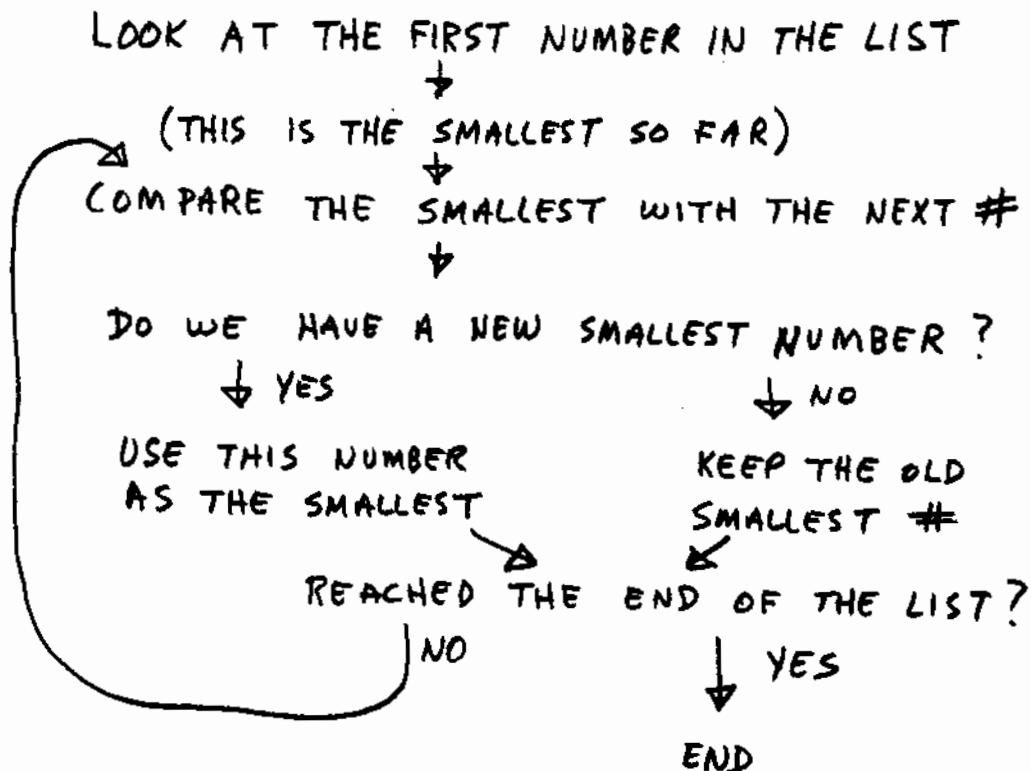 LOOK AT THE FIRST NUMBER IN THE LIST
(THIS IS THE SMALLEST SO FAR)
COMPARE THE SMALLEST WITH THE NEXT #
DO WE HAVE A NEW SMALLEST NUMBER?
YES
NO
USE THIS NUMBER
AS THE SMALLEST
KEEP THE OLD
SMALLEST #
REACHED THE END OF THE LIST?
NO
YES
END